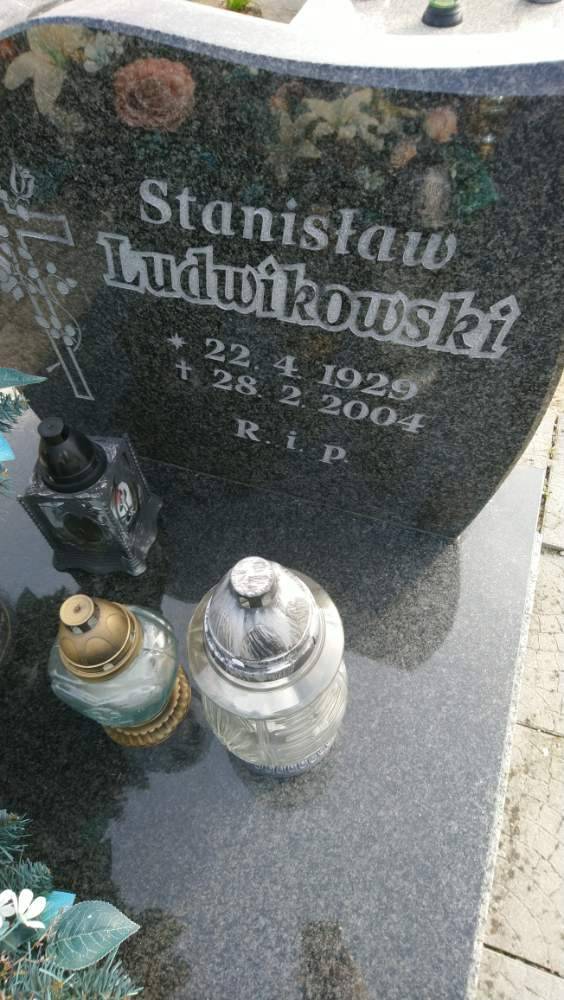 Stanisław
Ludwikowski
* 22. 4. 1929
† 28. 2. 2004
R. i. p.